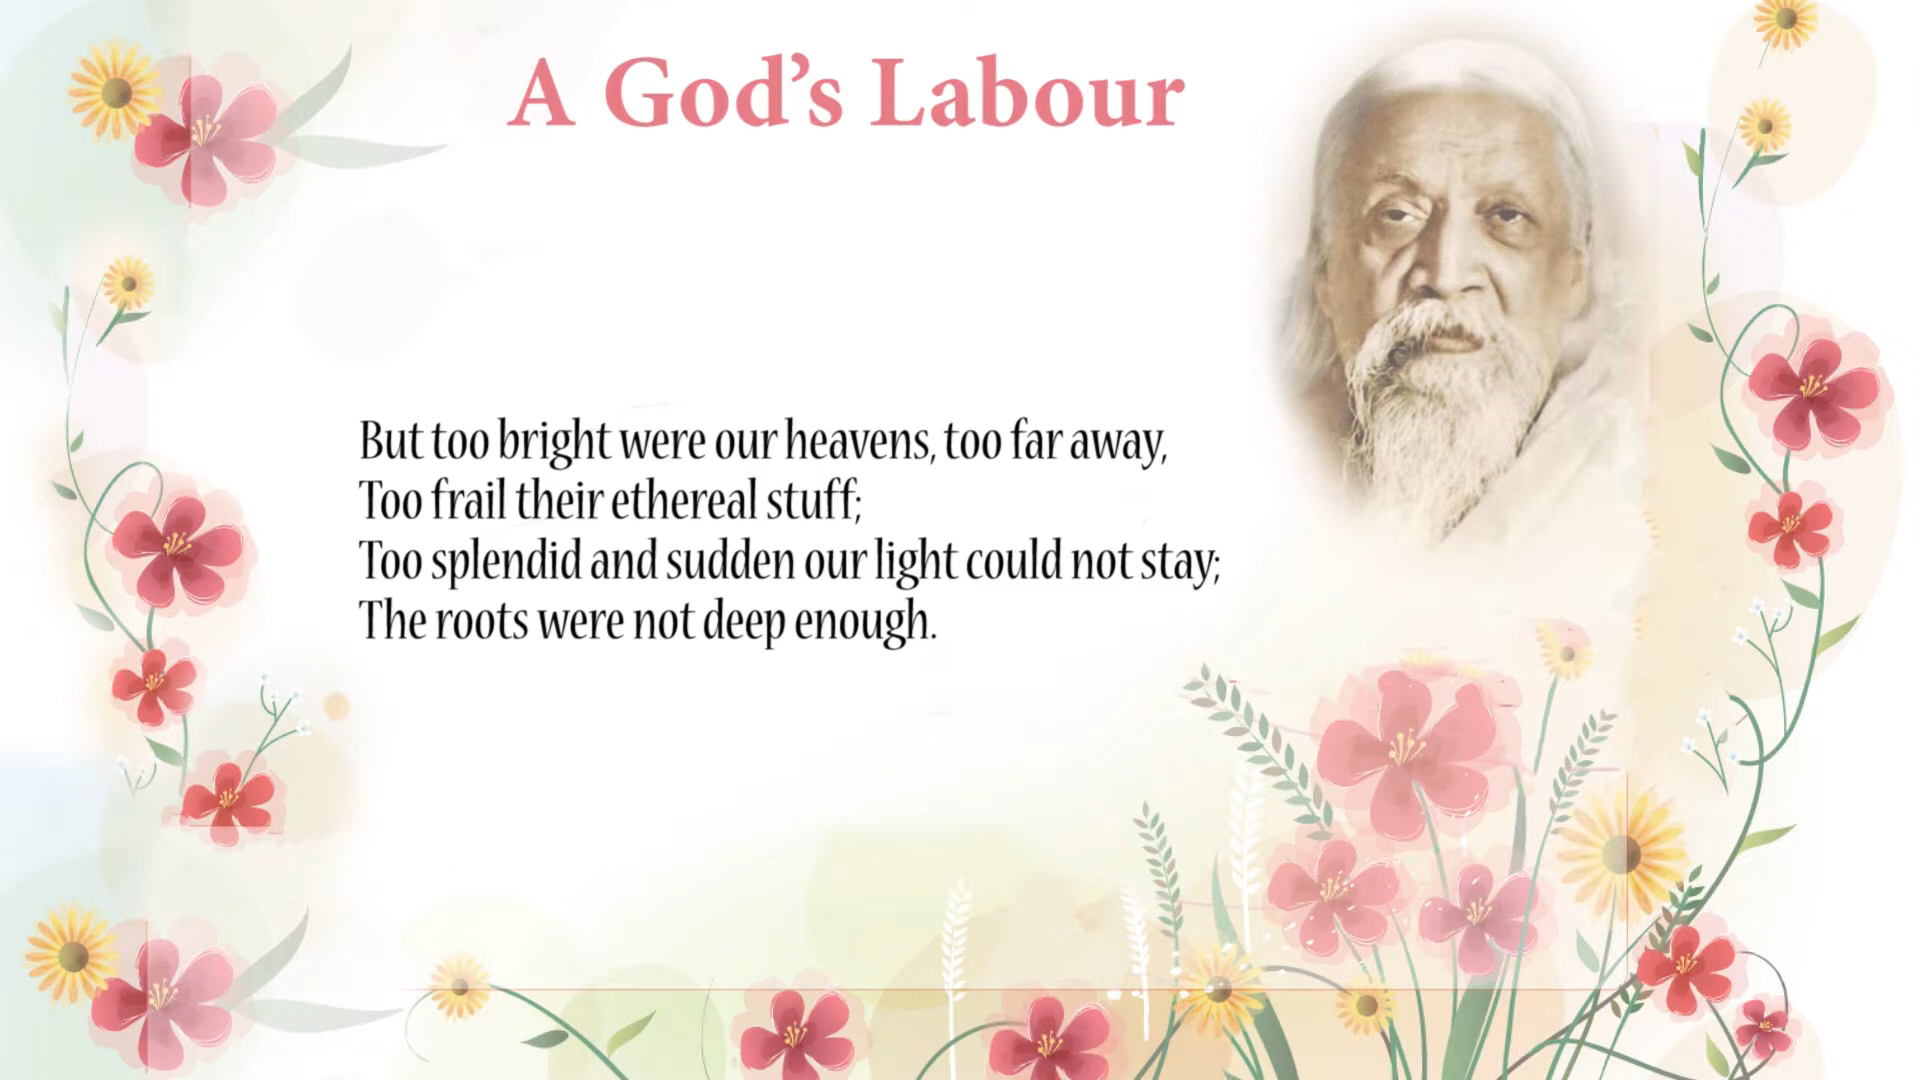 A God’s Labour
But too bright were our heavens, too far away,
Too frail their ethereal stuff;
Too splendid and sudden our light could not stay;
The roots were not deep enough.